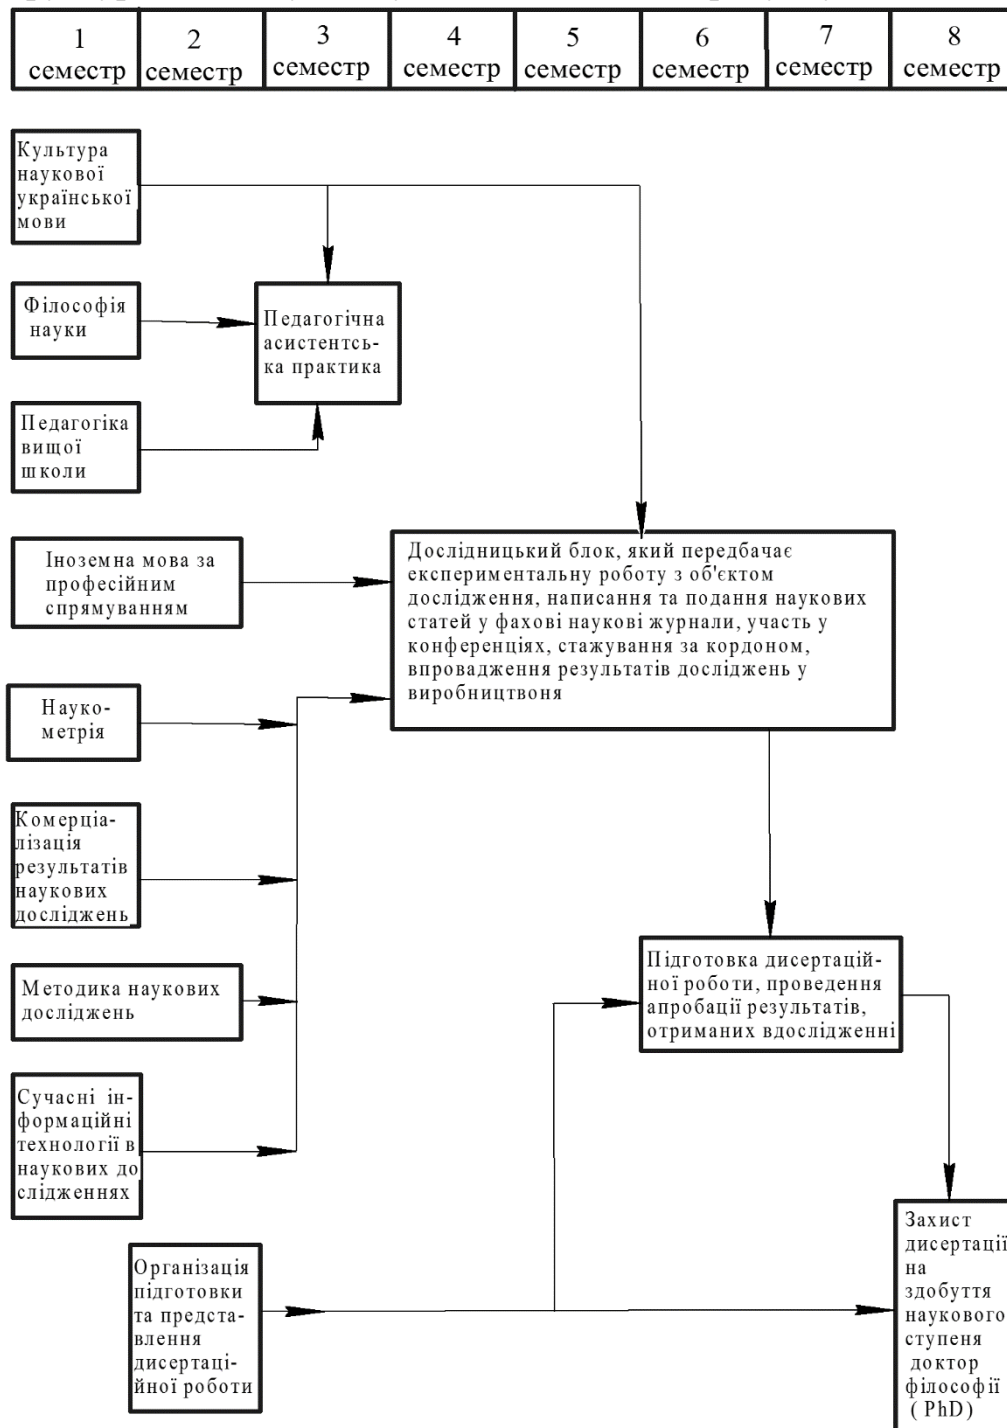 1 семестр
2 семестр
3 семестр
4 семестр
5 семестр
6 семестр
7 семестр
8 семестр
Культура
наукової
української
мови
Філософія
науки
Педагогіка
вищої
школи
Педагогічна
асистентсь-
ка практика
Іноземна мова за
професійним
спрямуванням
Дослідницький блок, який передбачає
експериментальну роботу з об'єктом
дослідження, написання та подання наукових
статей у фахові наукові журнали, участь у
конференціях, стажування за кордоном,
впровадження результатів досліджень у
виробництвоня
Науко-
метрія
Комерціа-
лізація
результатів
наукових
досліджень
Методика наукових
досліджень
Сучасні ін-
формаційні
технології в
наукових до
слідженнях
Підготовка дисертацій-
ної роботи, проведення
апробації результатів,
отриманих вдослідженні
Організація
підготовки
та предста-
влення
дисертаці-
йної роботи
Захист
дисертації
на
здобуття
наукового
ступеня
доктор
філософії
( PhD)